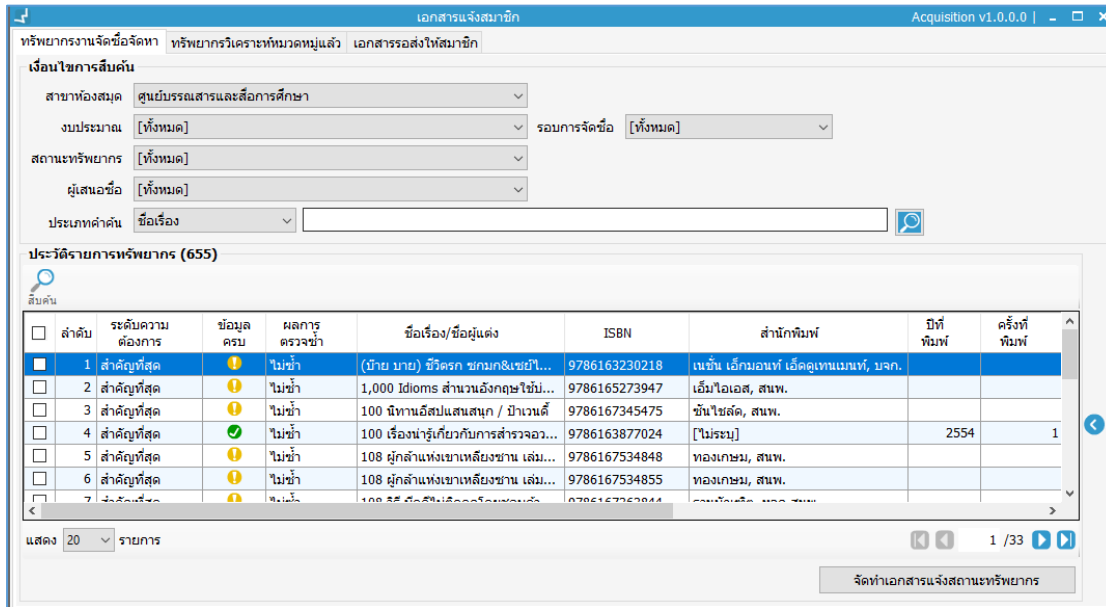 เอกสารแจ้งสมาชิก Acquisition v1.0.0.0 |
ทรัพยากรงานจัดซื้อจัดหา ทรัพยากรวิเคราะห์หมวดหมู่แล้ว เอกสารรอส่งให้สมาชิก
เงื่อนไขการสืบค้น
สาขาห้องสมุด ศูนย์บรรณสารและสื่อการศึกษา
งบประมาณ [ทั้งหมด] รอบการจัดซื้อ [ทั้งหมด]
สถานะทรัพยากร [ทั้งหมด]
ผู้เสนอซื้อ [ทั้งหมด]
ประเภทคำค้น ชื่อเรื่อง
ประวัติรายการทรัพยากร (655)
สืบค้น
ลำดับ ระดับความต้องการ ข้อมูลครบ ผลการตรวจซ้ำ ชื่อเรื่อง/ชื่อผู้แต่ง ISBN สำนักพิมพ์ ปีที่พิมพ์ ครั้งที่พิมพ์
1 สำคัญที่สุด ไม่ซ้ำ (บ๊าย บาย) ชีวิตรก ชกมก&เซย์ไ... 9786163230218 เนชั่น เอ็กมอนท์ เอ็ดดูเทนเมนท์, บจก.
2 สำคัญที่สุด ไม่ซ้ำ 1,000 Idioms สำนวนอังกฤษใช้บ่... 9786165273947 เอ็มไอเอส, สนพ.
3 สำคัญที่สุด ไม่ซ้ำ 100 นิทานอีสปแสนสนุก / ป้าเวนดี้ 9786167345475 ซันไชล์ด, สนพ.
4 สำคัญที่สุด ไม่ซ้ำ 100 เรื่องน่ารู้เกี่ยวกับการสำรวจอว... 9786163877024 [ไม่ระบุ] 2554 1
5 สำคัญที่สุด ไม่ซ้ำ 108 ผู้กล้าแห่งเขาเหลียงซาน เล่ม... 9786167534848 ทองเกษม, สนพ.
6 สำคัญที่สุด ไม่ซ้ำ 108 ผู้กล้าแห่งเขาเหลียงซาน เล่ม... 9786167534855 ทองเกษม, สนพ.
7 สำคัญที่สุด ไม่ซ้ำ
แสดง 20 รายการ 1 /33
จัดทำเอกสารแจ้งสถานะทรัพยากร